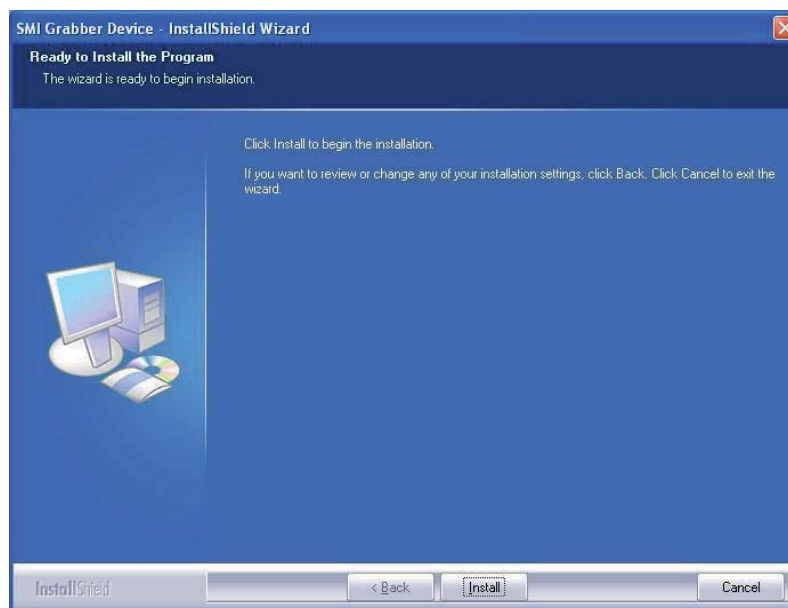 SMI Grabber Device - InstallShield Wizard
Ready to Install the Program
The wizard is ready to begin installation.
Click Install to begin the installation.
If you want to review or change any of your installation settings, click Back. Click Cancel to exit the
wizard.
InstallShield
< Back
Install
Cancel